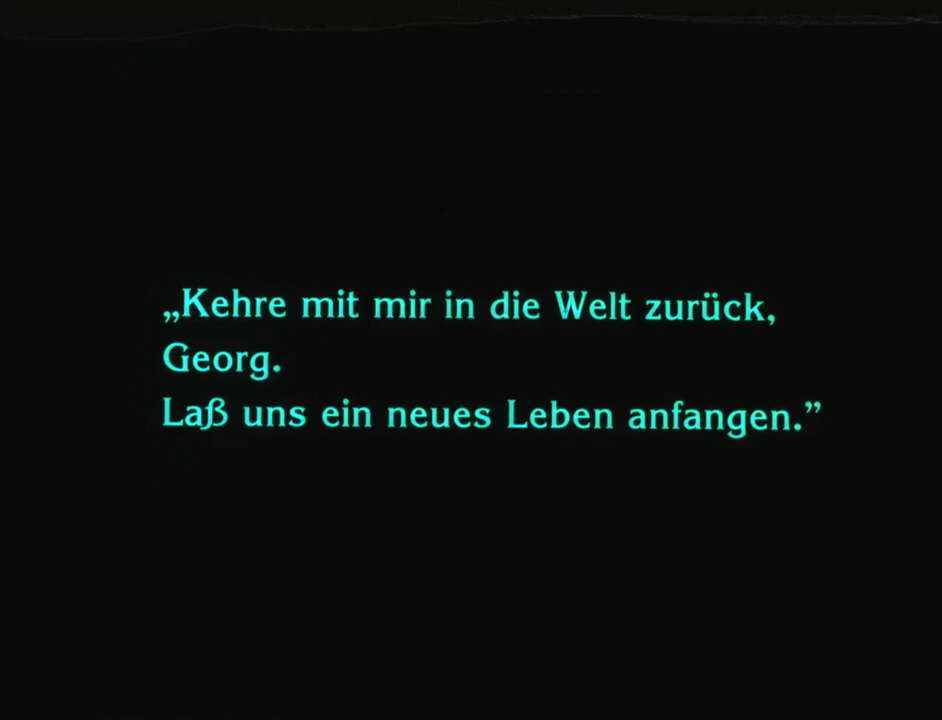 „Kehre mit mir in die Welt zurück,
Georg.
Laß uns ein neues Leben anfangen.”